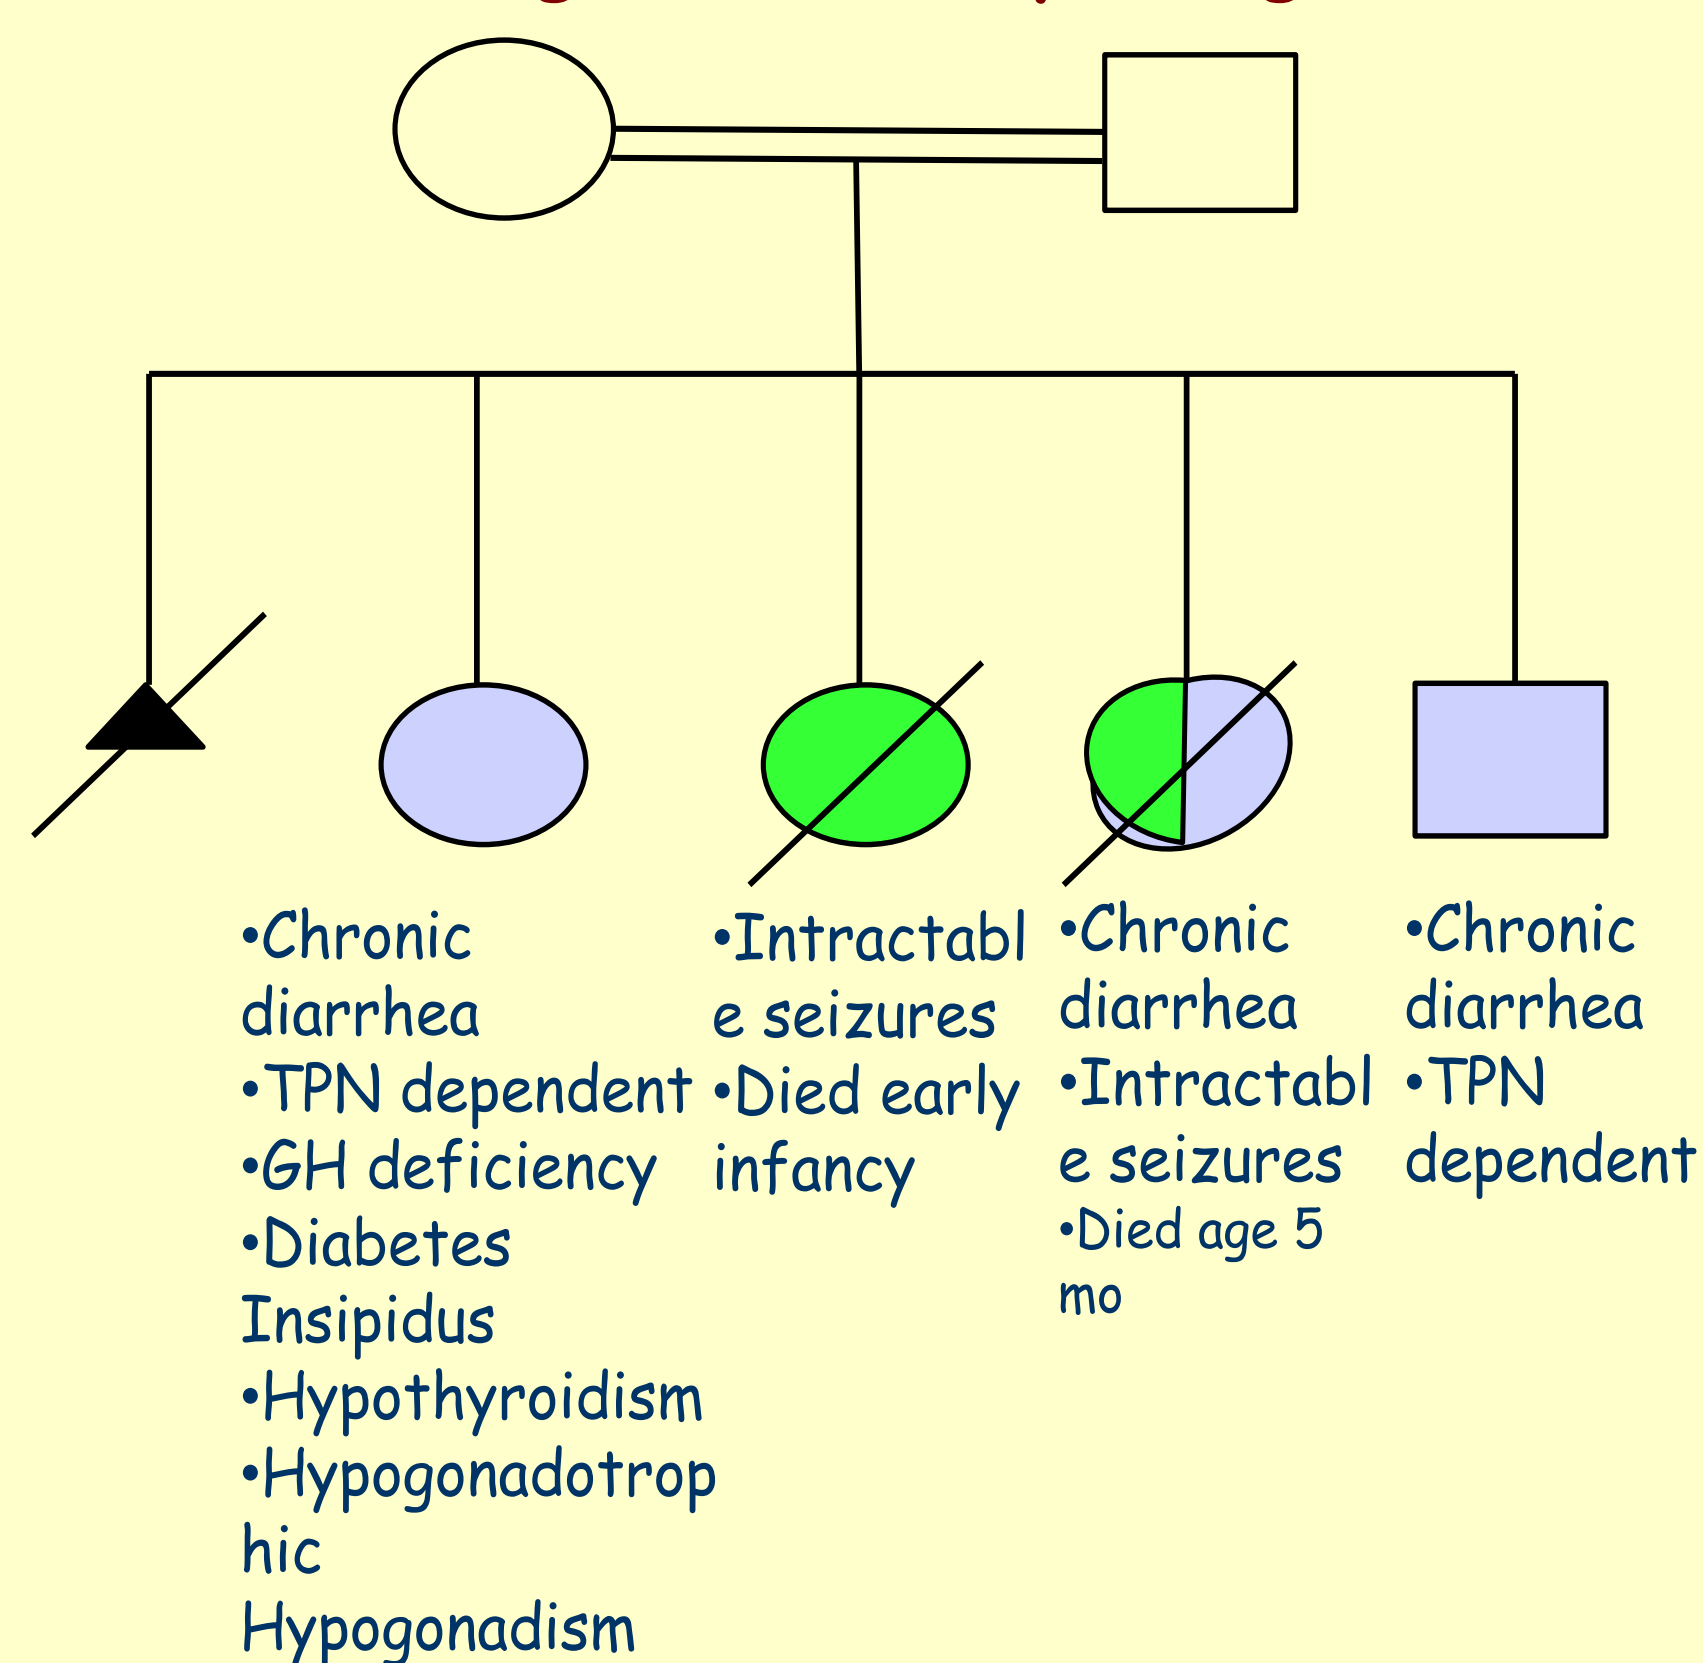 •Chronic
diarrhea
•TPN dependent
•GH deficiency
•Diabetes
Insipidus
•Hypothyroidism
•Hypogonadotrop
hic
Hypogonadism
•Intractabl
e seizures
•Died early
infancy
•Chronic
diarrhea
•Intractabl
e seizures
•Died age 5
mo
•Chronic
diarrhea
•TPN
dependent